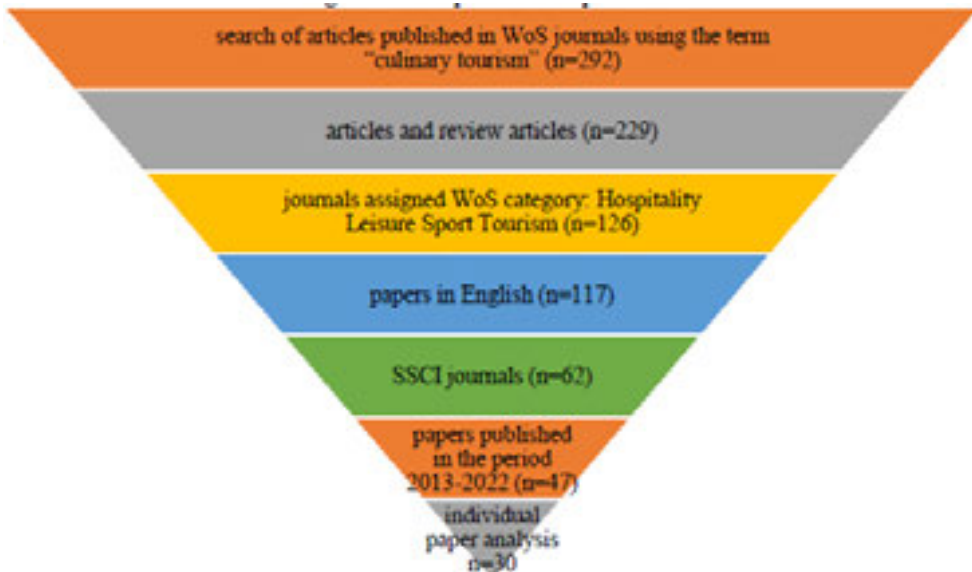 search of articles published in WoS journals using the term
“culinary tourism” (n=292)
articles and review articles (n=229)
journals assigned WoS category: Hospitality
Leisure Sport Tourism (n=126)
papers in English (n=117)
SSCI journals (n=62)
papers published
in the period
2013-2022 (n=47)
individual
paper analysis
n=30